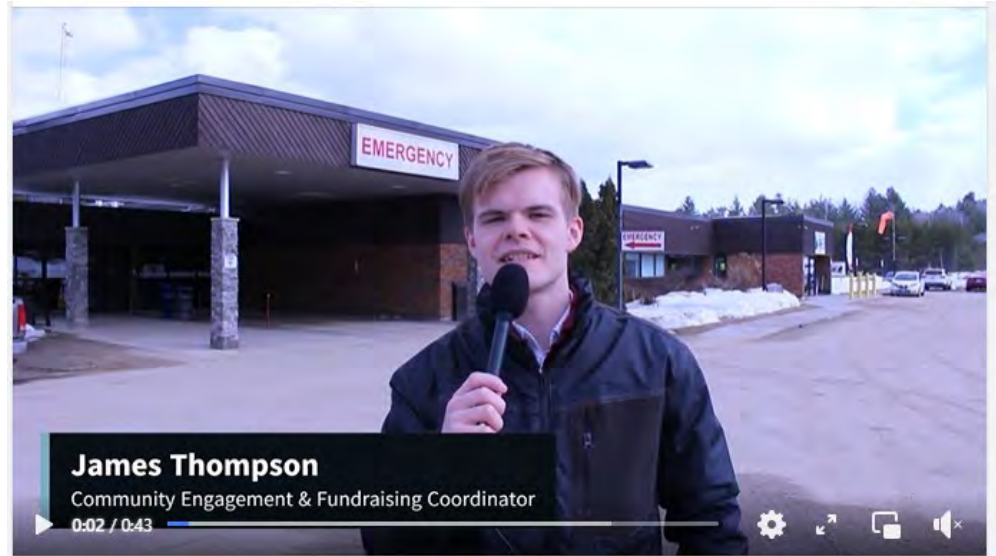 EMERGENCY
EMERGENCY
James Thompson
Community Engagement & Fundraising Coordinator
0:02 / 0:43